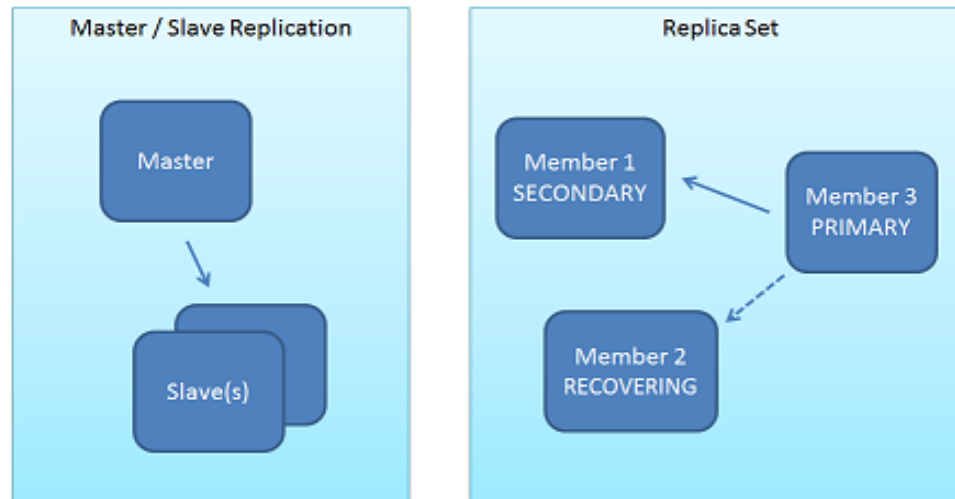 Master / Slave Replication
Master
Slave(s)
Replica Set
Member 1
SECONDARY
Member 3
PRIMARY
Member 2
RECOVERING